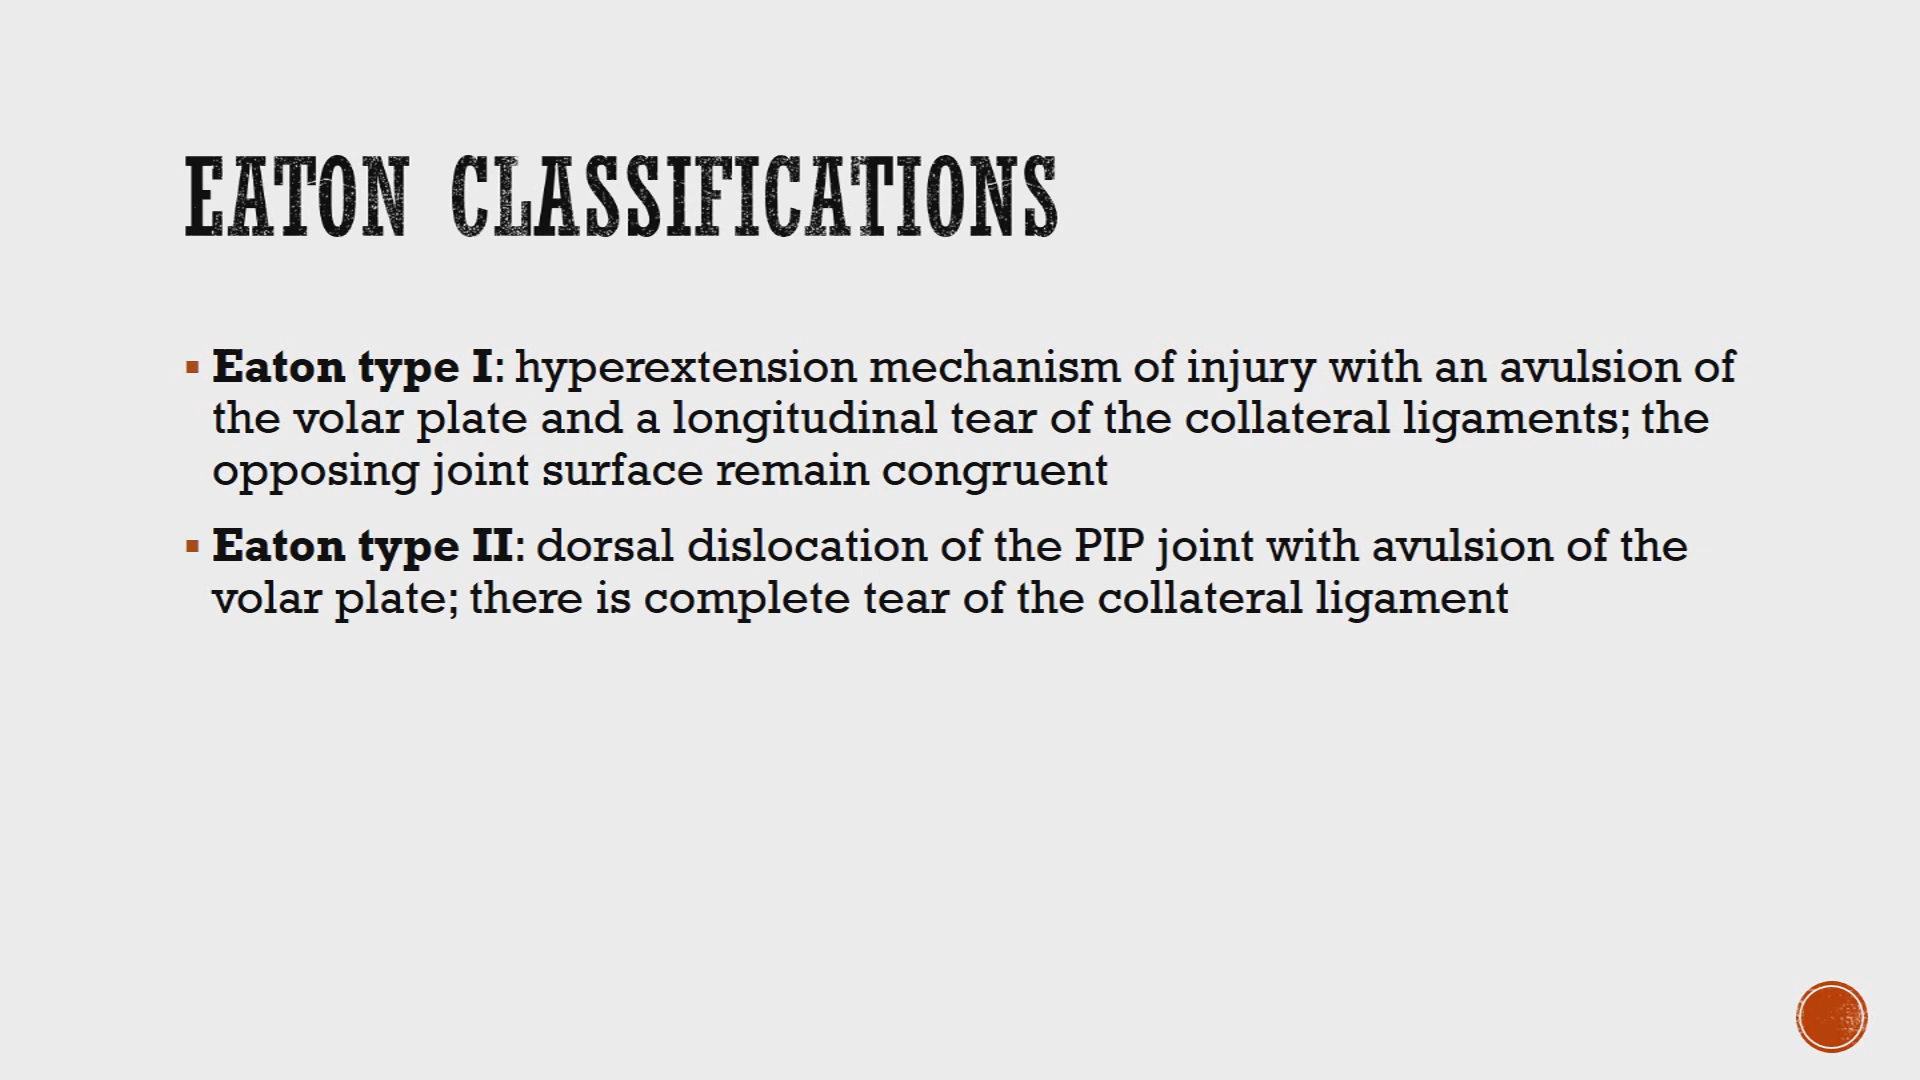 EATON CLASSIFICATIONS
▪ Eaton type I: hyperextension mechanism of injury with an avulsion of
the volar plate and a longitudinal tear of the collateral ligaments; the
opposing joint surface remain congruent
▪ Eaton type II: dorsal dislocation of the PIP joint with avulsion of the
volar plate; there is complete tear of the collateral ligament